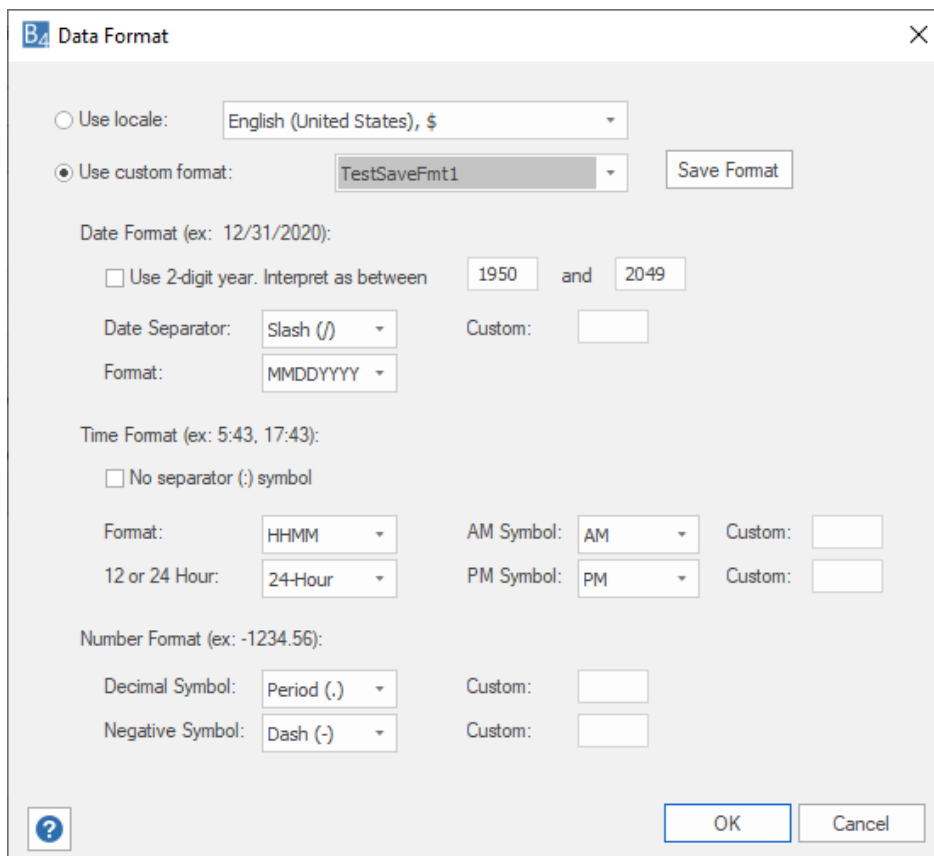 B4 Data Format
Use locale: English (United States), $
Use custom format: TestSaveFmt1 Save Format
Date Format (ex: 12/31/2020):
Use 2-digit year. Interpret as between 1950 and 2049
Date Separator: Slash (/) Custom:
Format: MMDDYYYY
Time Format (ex: 5:43, 17:43):
No separator (:) symbol
Format: HHMM AM Symbol: AM Custom:
12 or 24 Hour: 24-Hour PM Symbol: PM Custom:
Number Format (ex: -1234.56):
Decimal Symbol: Period (.) Custom:
Negative Symbol: Dash (-) Custom:
? OK Cancel